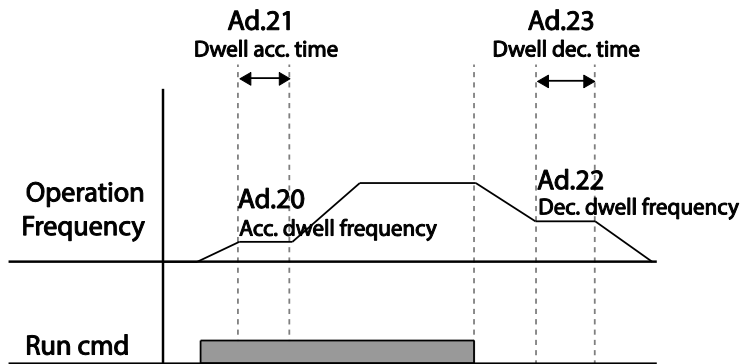 Ad.21
Dwell acc. time
Ad.23
Dwell dec. time
Operation
Frequency
Ad.20
Acc. dwell frequency
Ad.22
Dec. dwell frequency
Run cmd